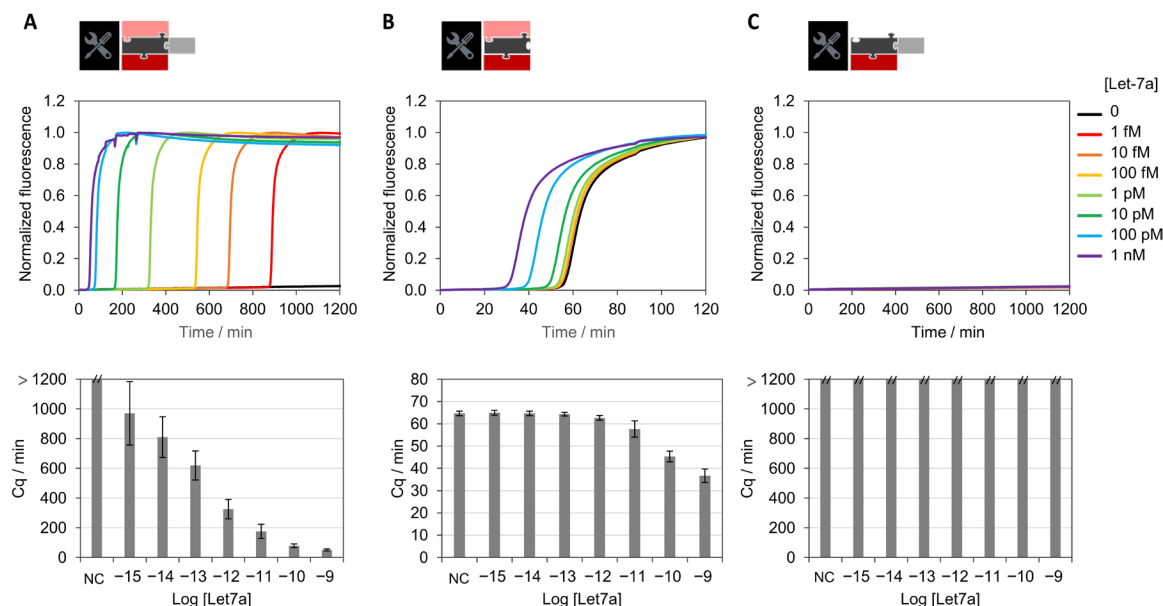 A
B
C
Normalized fluorescence
1.2
1.0
0.8
0.6
0.4
0.2
0.0
0 200 400 600 800 1000 1200
Time / min
Normalized fluorescence
1.2
1.0
0.8
0.6
0.4
0.2
0.0
0 20 40 60 80 100 120
Time / min
Normalized fluorescence
1.2
1.0
0.8
0.6
0.4
0.2
0.0
0 200 400 600 800 1000 1200
Time / min
[Let-7a]
0
1 fM
10 fM
100 fM
1 pM
10 pM
100 pM
1 nM
Cq / min
> 1200
1000
800
600
400
200
0
NC −15 −14 −13 −12 −11 −10 −9
Log [Let7a]
Cq / min
80
70
60
50
40
30
20
10
0
NC −15 −14 −13 −12 −11 −10 −9
Log [Let7a]
Cq / min
> 1200
1000
800
600
400
200
0
NC −15 −14 −13 −12 −11 −10 −9
Log [Let7a]